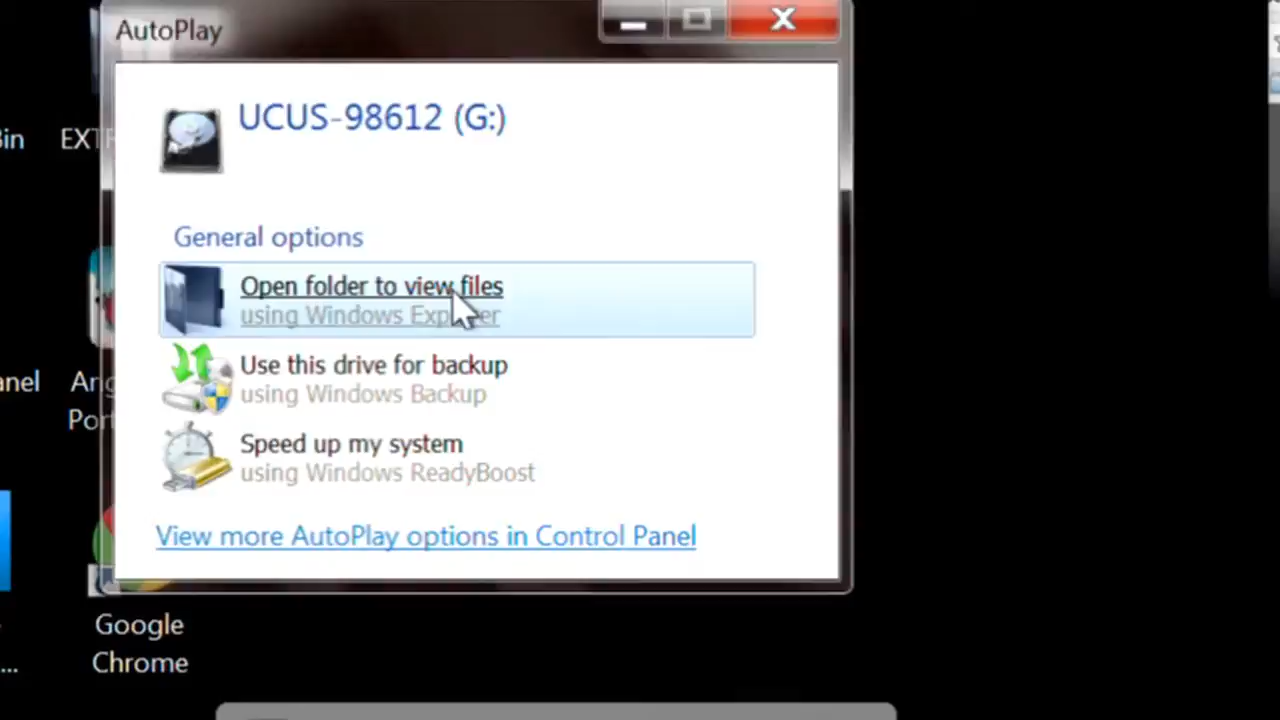 AutoPlay
UCUS-98612 (G:)
General options
Open folder to view files
using Windows Explorer
Use this drive for backup
using Windows Backup
Speed up my system
using Windows ReadyBoost
View more AutoPlay options in Control Panel
Google
Chrome